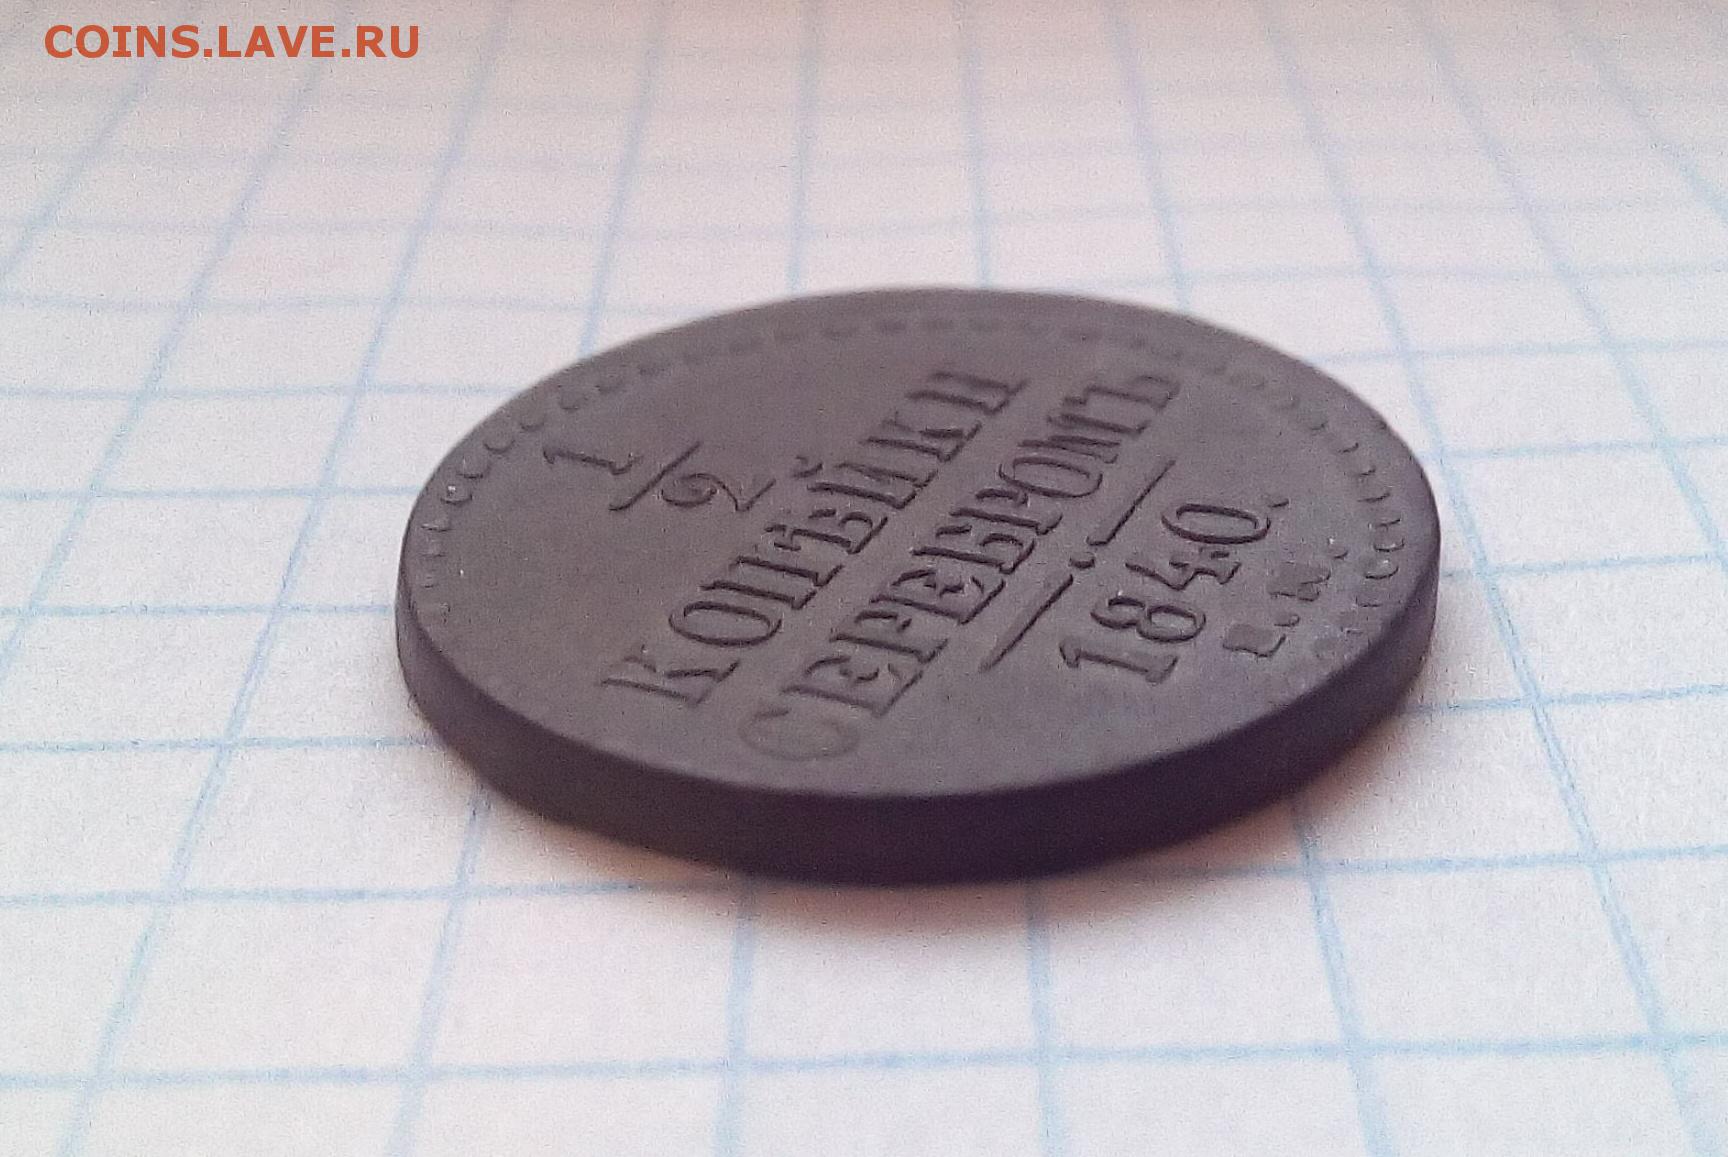 COINS.LAVE.RU
1/2
КОПѢЙКИ
СЕРЕБРОМЪ
1840.
Е.М.